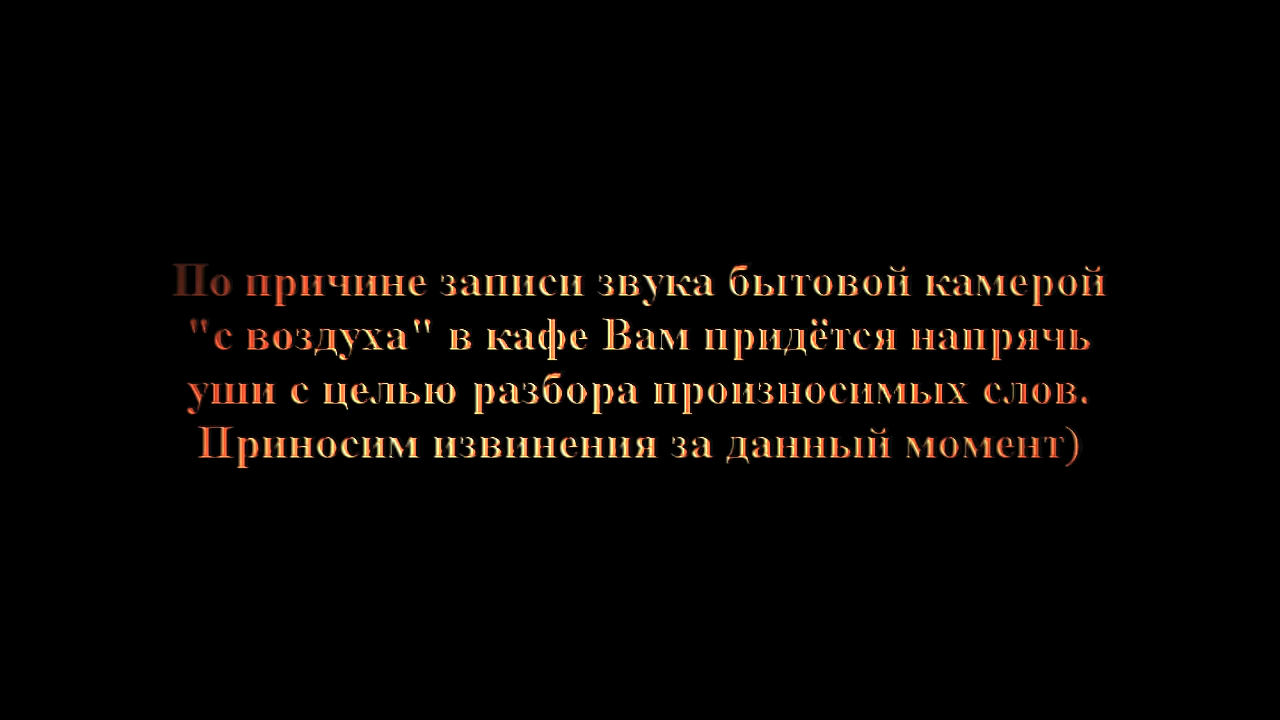 По причине записи звука бытовой камерой
"с воздуха" в кафе Вам придётся напрячь
уши с целью разбора произносимых слов.
Приносим извинения за данный момент)